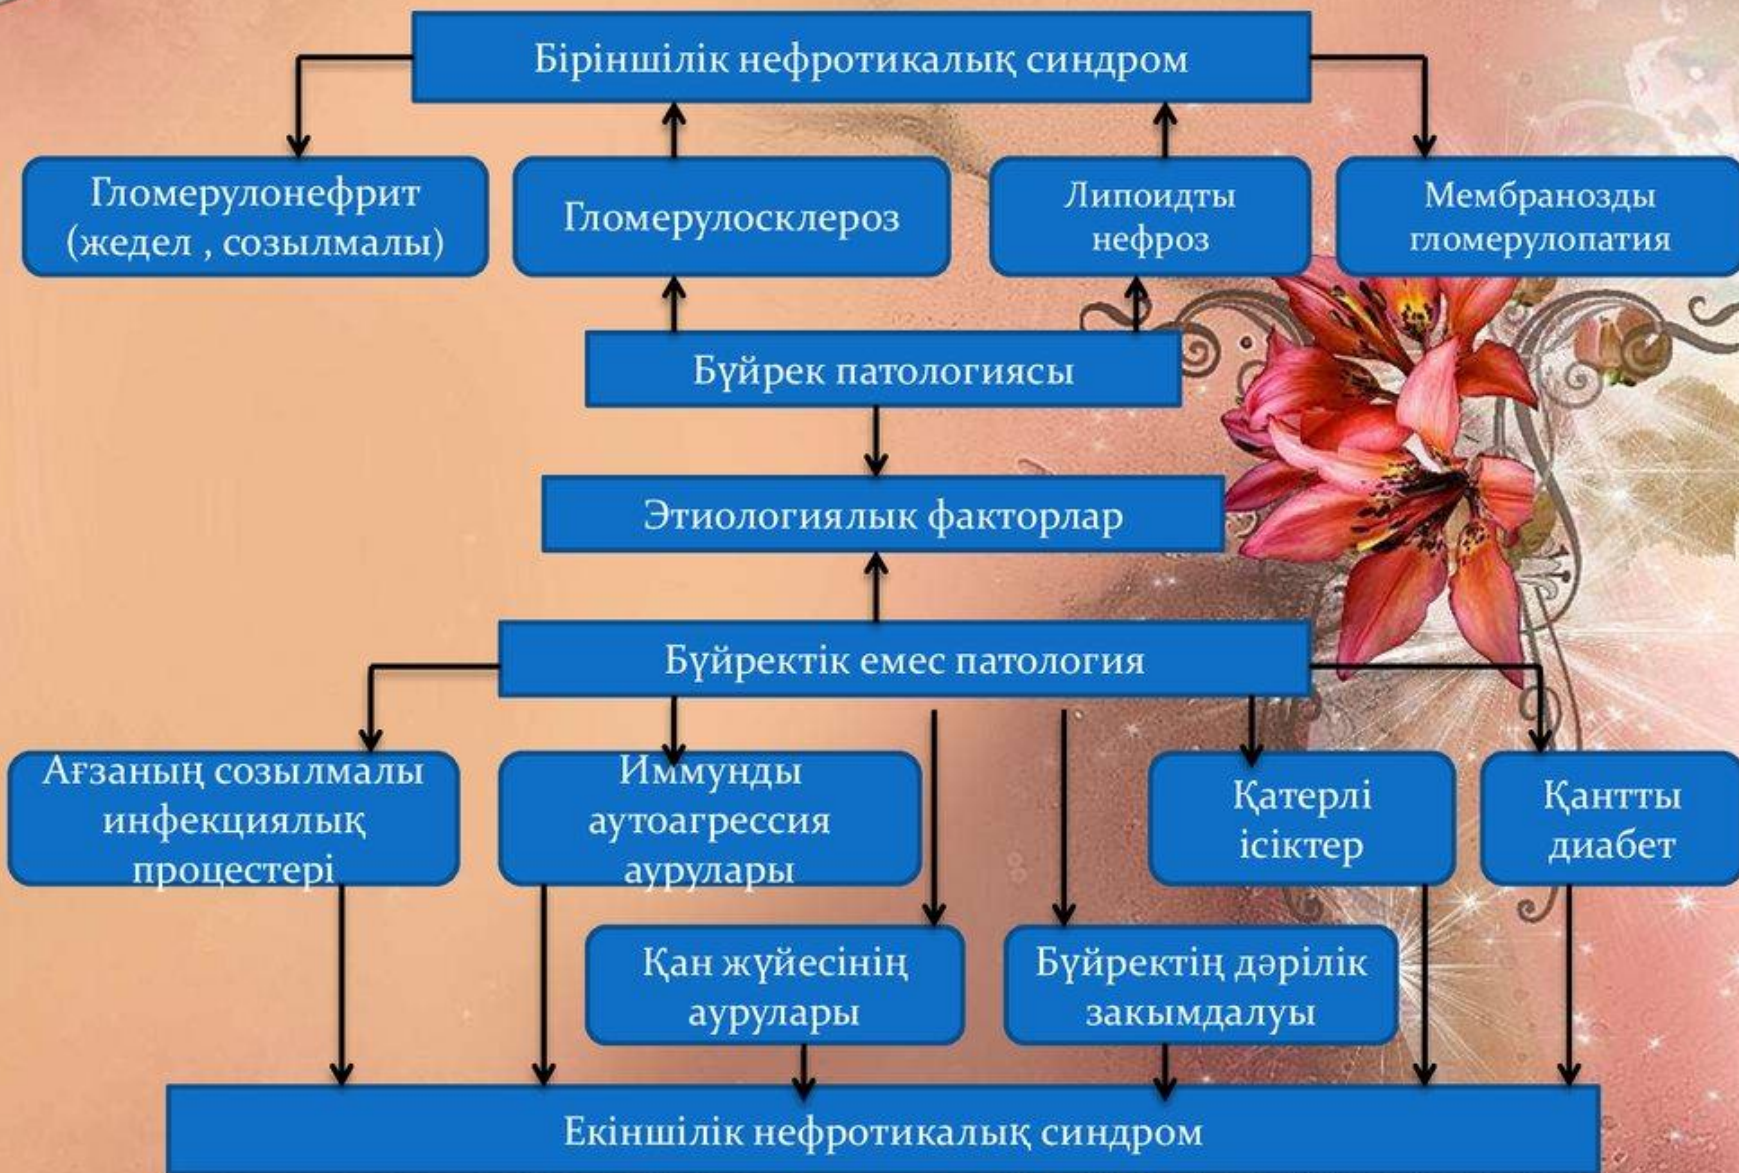 Біріншілік нефротикалық синдром
Гломерулонефрит
(жедел , созылмалы)
Гломерулосклероз
Липоидты
нефроз
Мембранозды
гломерулопатия
Бүйрек патологиясы
Этиологиялык факторлар
Бүйректік емес патология
Ағзаның созылмалы
инфекциялық
процестері
Иммунды
аутоагрессия
аурулары
Қатерлі
ісіктер
Қантты
диабет
Қан жүйесінің
аурулары
Бүйректің дәрілік
закымдалуы
Екіншілік нефротикалық синдром